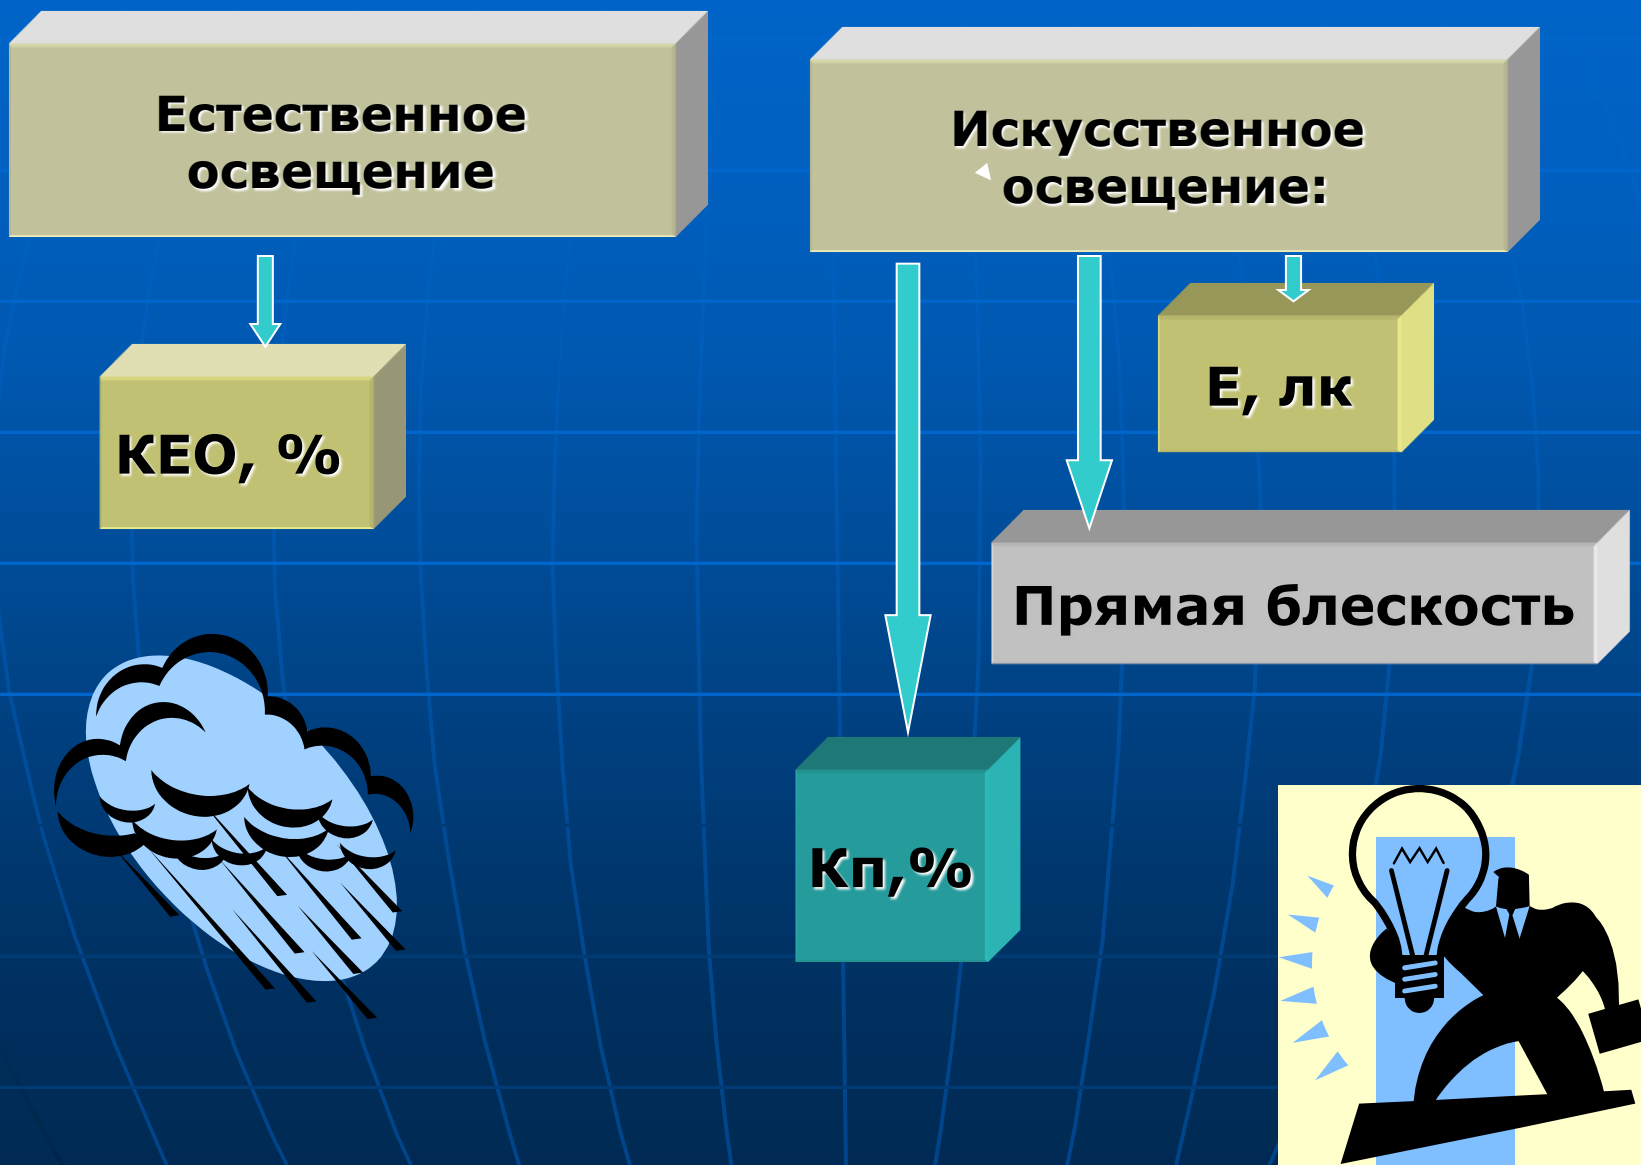 Естественное
освещение
Искусственное
освещение:
КЕО, %
Е, лк
Прямая блескость
Кп,%